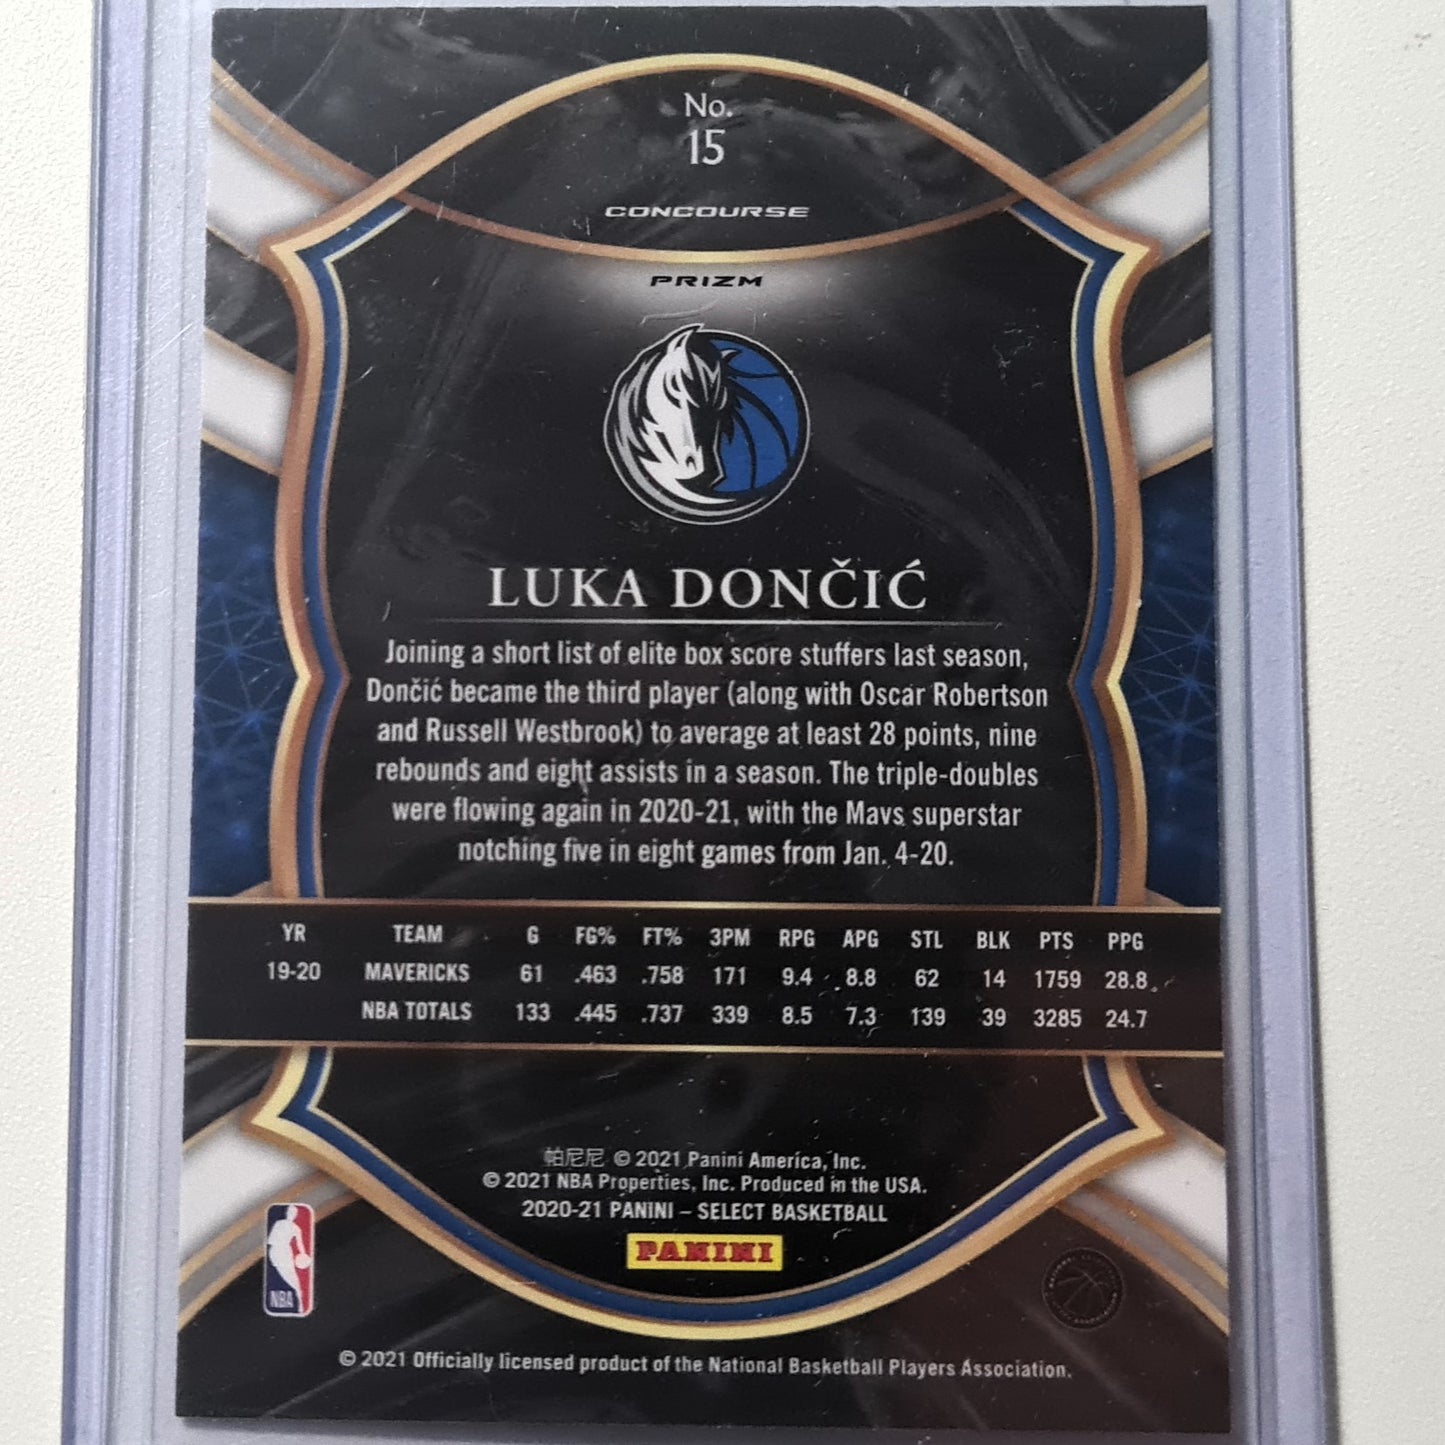 No.
15
CONCOURSE
PRIZM
LUKA DONČIĆ
Joining a short list of elite box score stuffers last season,
Dončić became the third player (along with Oscar Robertson
and Russell Westbrook) to average at least 28 points, nine
rebounds and eight assists in a season. The triple-doubles
were flowing again in 2020-21, with the Mavs superstar
notching five in eight games from Jan. 4-20.
YR TEAM G FG% FT% 3PM RPG APG STL BLK PTS PPG
19-20 MAVERICKS 61 .463 .758 171 9.4 8.8 62 14 1759 28.8
NBA TOTALS 133 .445 .737 339 8.5 7.3 139 39 3285 24.7
帕尼尼 © 2021 Panini America, Inc.
© 2021 NBA Properties, Inc. Produced in the USA.
2020-21 PANINI – SELECT BASKETBALL
PANINI
NBA
© 2021 Officially licensed product of the National Basketball Players Association.